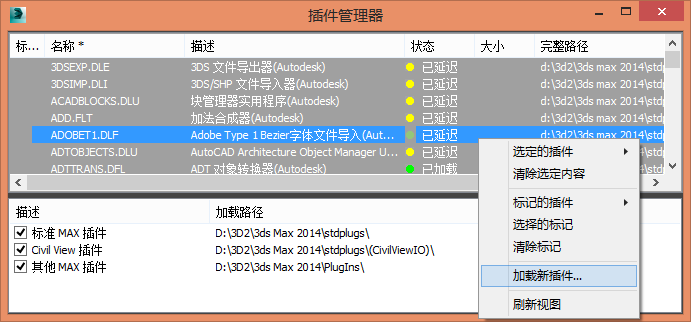 插件管理器
标... 名称 * 描述 状态 大小 完整路径
3DSEXP.DLE 3DS 文件导出器(Autodesk) 已延迟 d:\3d2\3ds max 2014\stdp
3DSIMP.DLI 3DS/SHP 文件导入器(Autodesk) 已延迟 d:\3d2\3ds max 2014\stdp
ACADBLOCKS.DLU 块管理器实用程序(Autodesk) 已延迟 d:\3d2\3ds max 2014\stdp
ADD.FLT 加法合成器(Autodesk) 已延迟 d:\3d2\3ds max 2014\stdp
ADOBET1.DLF Adobe Type 1 Bezier字体文件导入(Aut... 已延迟 d:\3d2\3ds max 2014\stdp
ADTOBJECTS.DLU AutoCAD Architecture Object Manager U... 已延迟
ADTTRANS.DFL ADT 对象转换器(Autodesk) 已加载
选定的插件
清除选定内容
标记的插件
选择的标记
清除标记
加载新插件...
刷新视图
描述 加载路径
标准 MAX 插件 D:\3D2\3ds Max 2014\stdplugs\
Civil View 插件 D:\3D2\3ds Max 2014\stdplugs\(CivilViewIO)\
其他 MAX 插件 D:\3D2\3ds Max 2014\PlugIns\